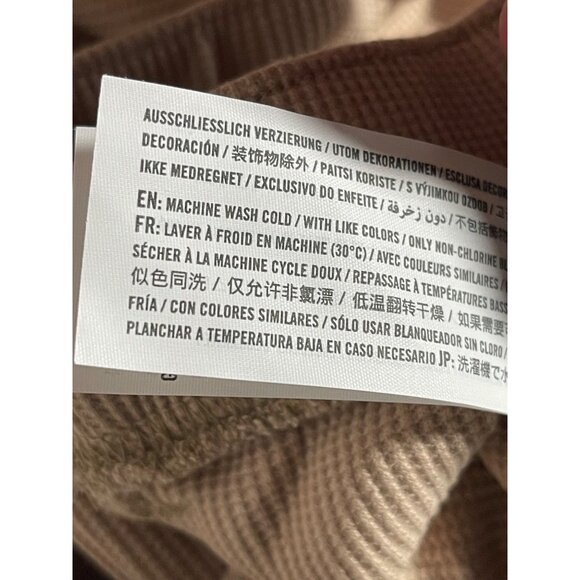 AUSSCHLIESSLICH VERZIERUNG / UTOM DEKORATIONEN / ESCLUSA DECOR
DECORACIÓN / 装饰物除外 / PAITSI KORISTE / S VÝJIMKOU OZDOB /
IKKE MEDREGNET / EXCLUSIVO DO ENFEITE / دون زخرفة / 不包括
EN: MACHINE WASH COLD / WITH LIKE COLORS / ONLY NON-CHLORINE
FR: LAVER À FROID EN MACHINE (30°C) / AVEC COULEURS SIMILAIRES /
SÉCHER À LA MACHINE CYCLE DOUX / REPASSAGE À TEMPÉRATURES BASS
似色同洗 / 仅允许非氯漂 / 低温翻转干燥 / 如果需要
FRÍA / CON COLORES SIMILARES / SÓLO USAR BLANQUEADOR SIN CLORO /
PLANCHAR A TEMPERATURA BAJA EN CASO NECESARIO JP: 洗濯機で水